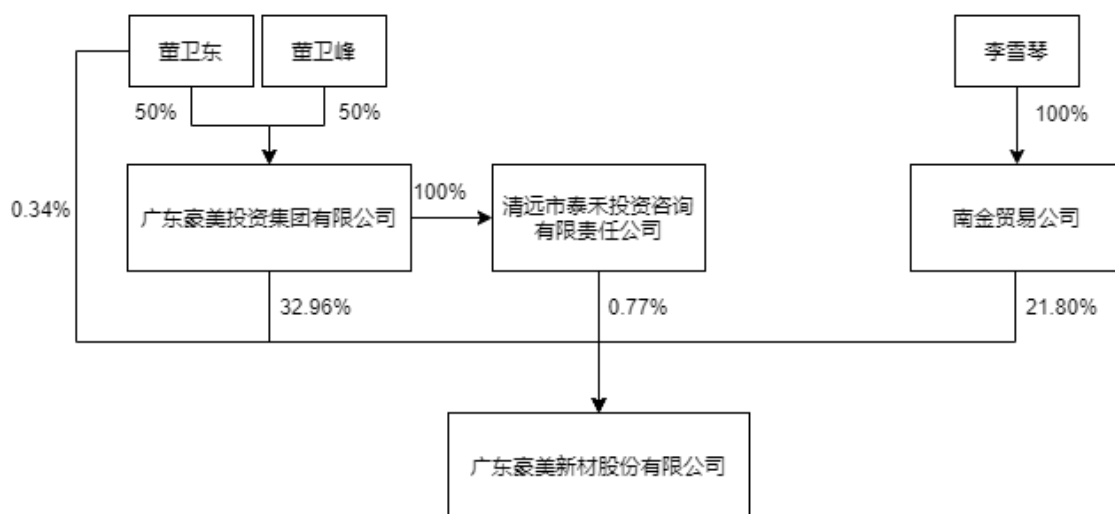 董卫东
董卫峰
李雪琴
50%
50%
100%
广东豪美投资集团有限公司
100%
清远市泰禾投资咨询
有限责任公司
南金贸易公司
0.34%
32.96%
0.77%
21.80%
广东豪美新材股份有限公司